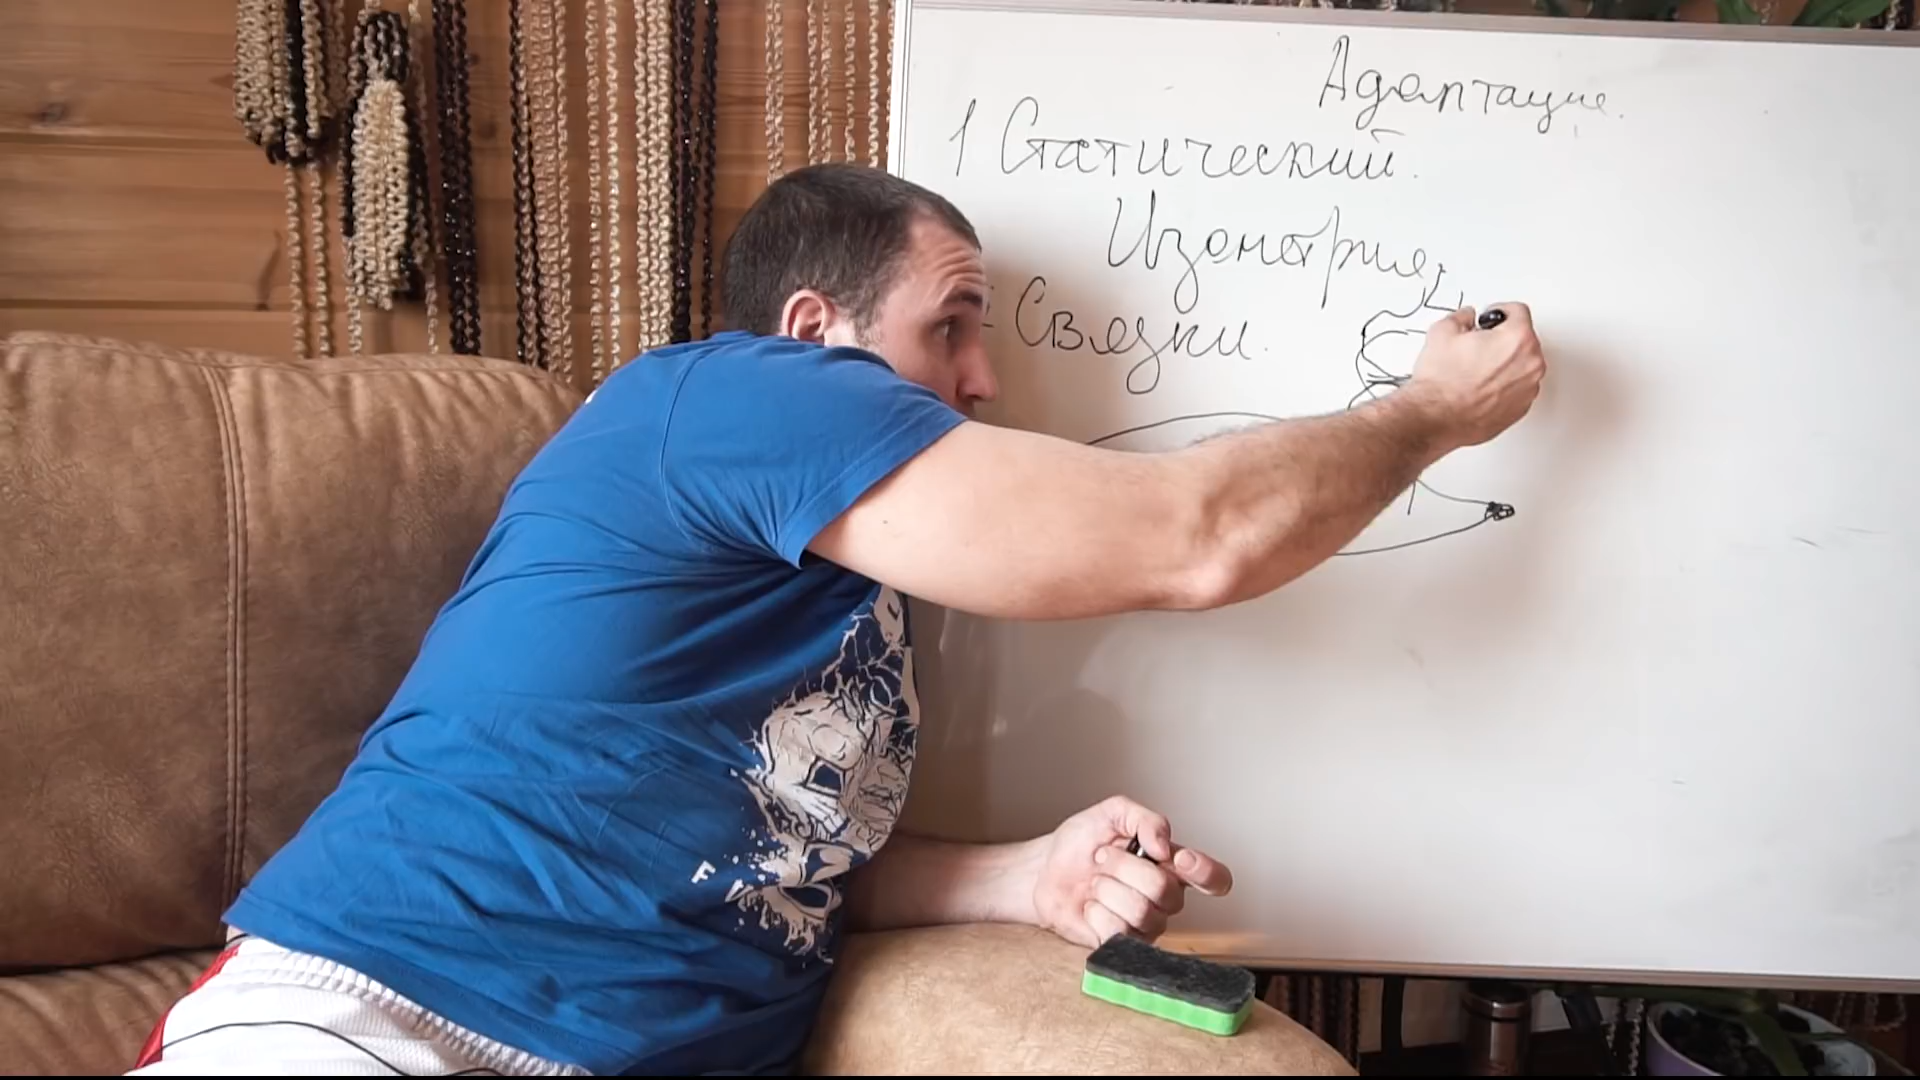 Адаптация.
1 Статический.
Изометрия
Связки.